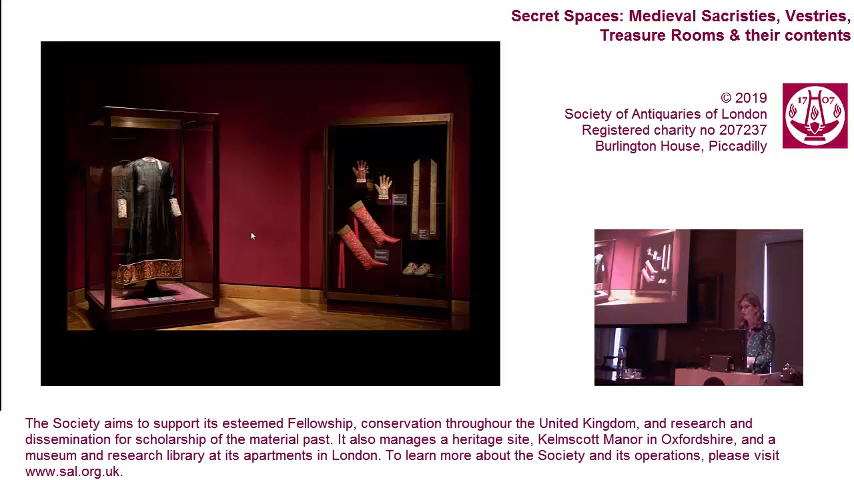 Secret Spaces: Medieval Sacristies, Vestries,
Treasure Rooms & their contents
© 2019
Society of Antiquaries of London
Registered charity no 207237
Burlington House, Piccadilly
17 07
The Society aims to support its esteemed Fellowship, conservation throughour the United Kingdom, and research and
dissemination for scholarship of the material past. It also manages a heritage site, Kelmscott Manor in Oxfordshire, and a
museum and research library at its apartments in London. To learn more about the Society and its operations, please visit
www.sal.org.uk.